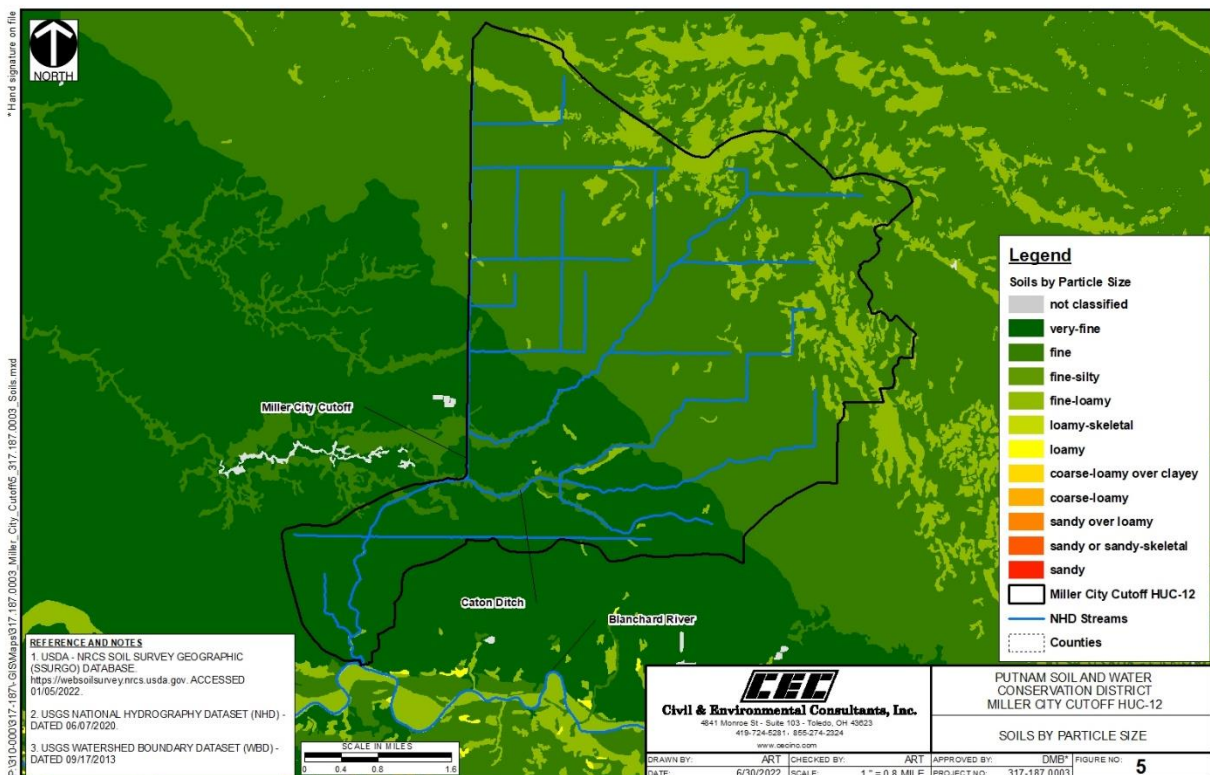 * Hand signature on file
P:\310-000\317-187\-GIS\Maps\317.187.0003_Miller_City_Cutoff\5_317.187.0003_Soils.mxd
NORTH
Miller City Cutoff
Caton Ditch
Blanchard River
Legend
Soils by Particle Size
not classified
very-fine
fine
fine-silty
fine-loamy
loamy-skeletal
loamy
coarse-loamy over clayey
coarse-loamy
sandy over loamy
sandy or sandy-skeletal
sandy
Miller City Cutoff HUC-12
NHD Streams
Counties
REFERENCE AND NOTES
1. USDA - NRCS SOIL SURVEY GEOGRAPHIC
(SSURGO) DATABASE.
https://websoilsurvey.nrcs.usda.gov. ACCESSED
01/05/2022.
2. USGS NATIONAL HYDROGRAPHY DATASET (NHD) -
DATED 06/07/2020.
3. USGS WATERSHED BOUNDARY DATASET (WBD) -
DATED 09/17/2013
SCALE IN MILES
0 0.4 0.8 1.6
CEC
Civil & Environmental Consultants, Inc.
4841 Monroe St - Suite 103 - Toledo, OH 43623
419-724-5281 · 855-274-2324
www.cecinc.com
PUTNAM SOIL AND WATER
CONSERVATION DISTRICT
MILLER CITY CUTOFF HUC-12
SOILS BY PARTICLE SIZE
DRAWN BY: ART CHECKED BY: ART APPROVED BY: DMB* FIGURE NO: 5
DATE: 6/30/2022 SCALE: 1 " = 0.8 MILE PROJECT NO: 317-187.0003